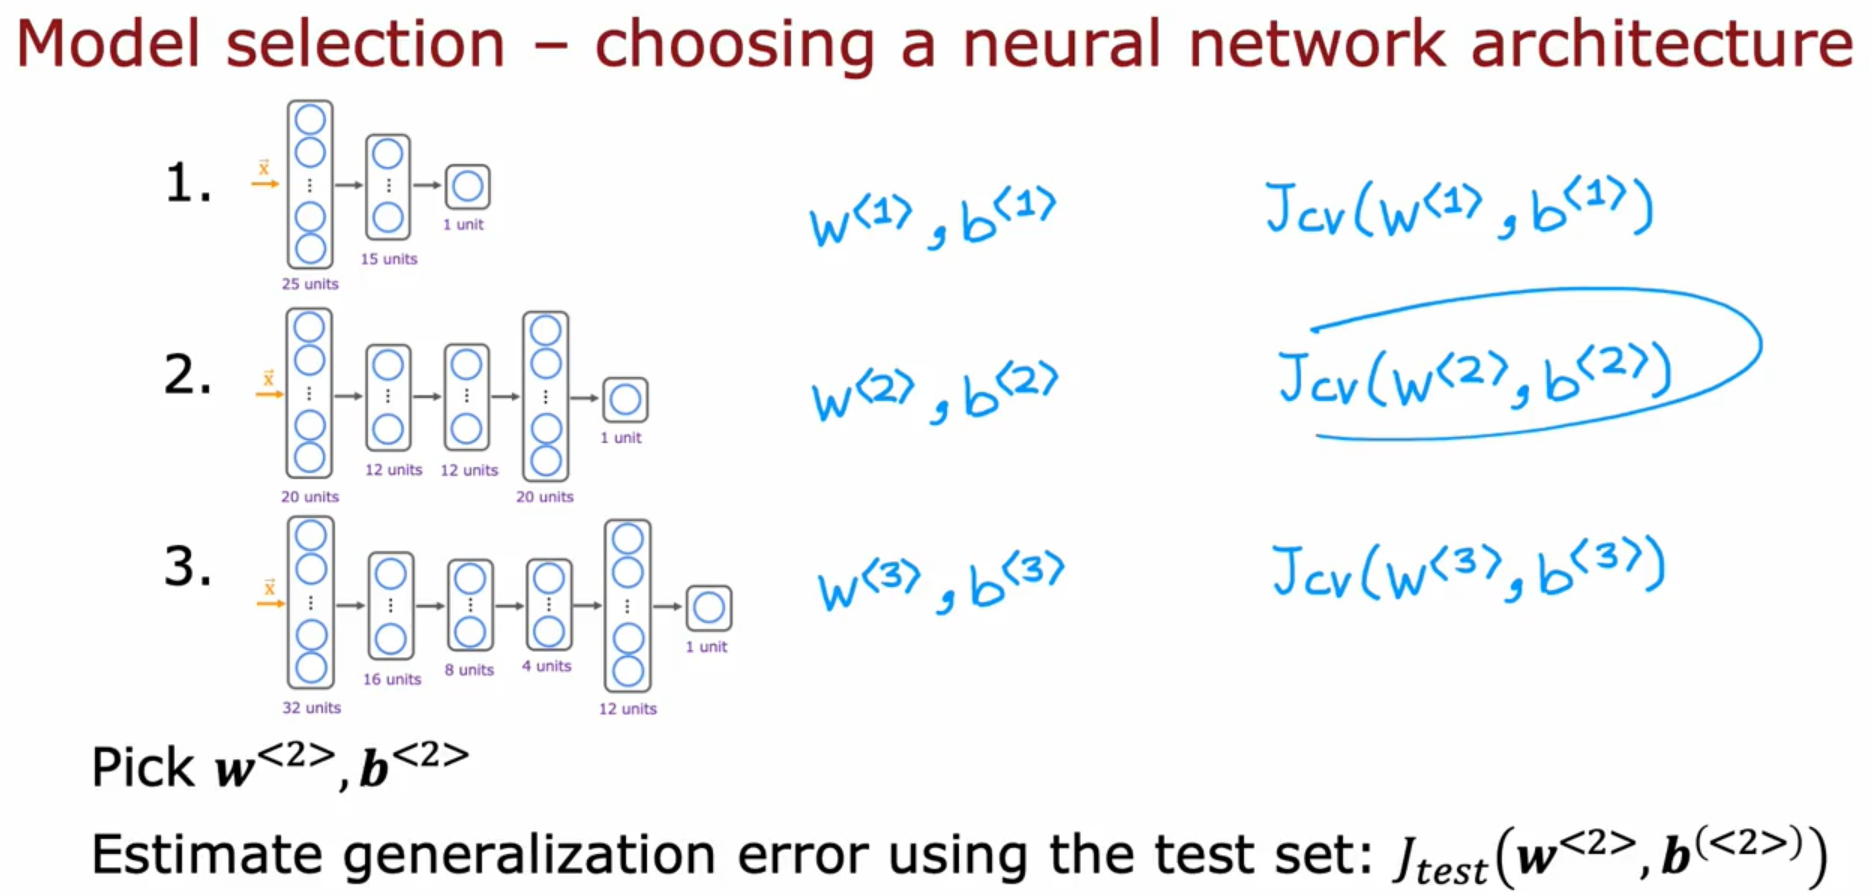 Model selection – choosing a neural network architecture
1.
x⃗
25 units
15 units
1 unit
w<1>, b<1>
Jcv(w<1>, b<1>)
2.
x⃗
20 units
12 units
12 units
20 units
1 unit
w<2>, b<2>
Jcv(w<2>, b<2>)
3.
x⃗
32 units
16 units
8 units
4 units
12 units
1 unit
w<3>, b<3>
Jcv(w<3>, b<3>)
Pick w<2>, b<2>
Estimate generalization error using the test set: Jtest(w<2>, b(<2>))